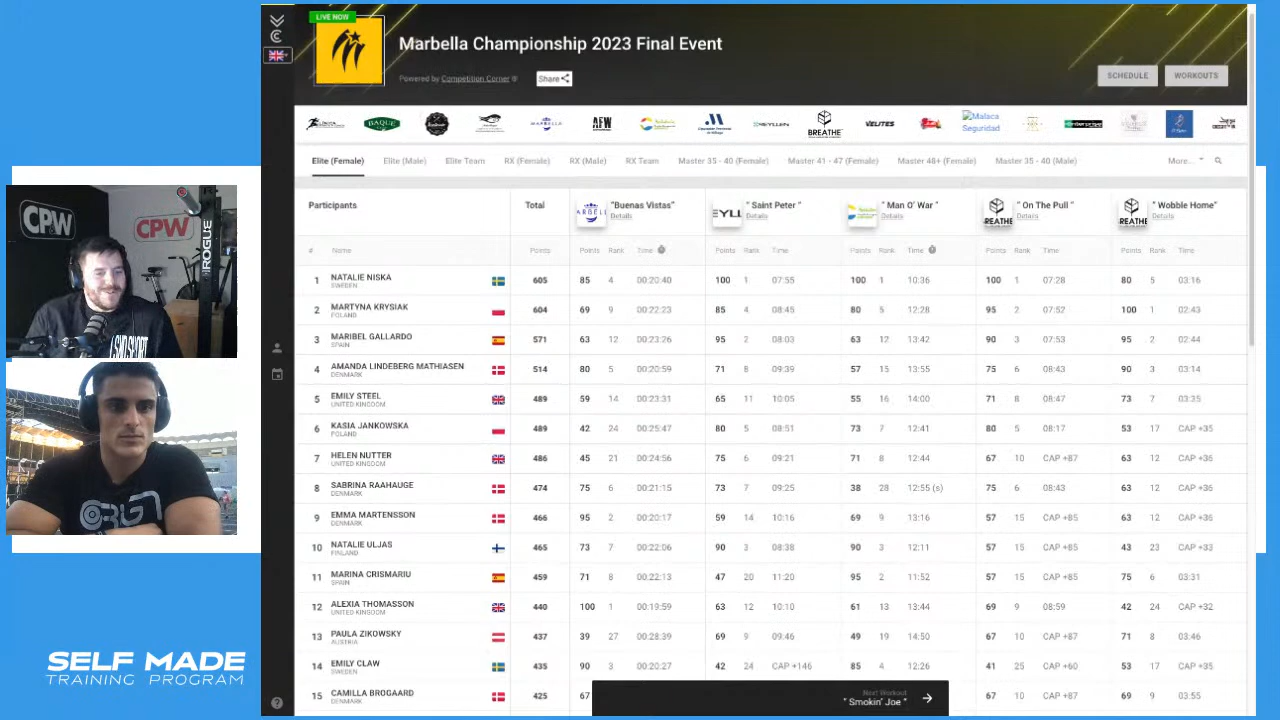 LIVE NOW
Marbella Championship 2023 Final Event
Powered by Competition Corner
Share
SCHEDULE WORKOUTS
BAQUE MARBELLA AFW REYLLEN BREATHE VELITES Malaca Seguridad
Elite (Female) Elite (Male) Elite Team RX (Female) RX (Male) RX Team Master 35 - 40 (Female) Master 41 - 47 (Female) Master 48+ (Female) Master 35 - 40 (Male) More...
Participants Total "Buenas Vistas" Details " Saint Peter " Details " Man O' War " Details " On The Pull " Details " Wobble Home" Details
# Name Points Points Rank Time Points Rank Time Points Rank Time Points Rank Time Points Rank Time
1 NATALIE NISKA 605 85 4 00:20:40 100 1 07:55 100 1 10:36 100 1 07:28 80 5 03:16
SWEDEN
2 MARTYNA KRYSIAK 604 69 9 00:22:23 85 4 08:45 80 5 12:28 95 2 07:52 100 1 02:43
POLAND
3 MARIBEL GALLARDO 571 63 12 00:23:26 95 2 08:03 63 12 13:42 90 3 07:53 95 2 02:44
SPAIN
4 AMANDA LINDEBERG MATHIASEN 514 80 5 00:20:59 71 8 09:39 57 15 13:55 75 6 08:43 90 3 03:14
DENMARK
5 EMILY STEEL 489 59 14 00:23:31 65 11 10:05 55 16 14:00 71 8 08:47 73 7 03:35
UNITED KINGDOM
6 KASIA JANKOWSKA 489 42 24 00:25:47 80 5 08:51 73 7 12:41 80 5 08:17 53 17 CAP +35
POLAND
7 HELEN NUTTER 486 45 21 00:24:56 75 6 09:21 71 8 12:44 67 10 CAP +87 63 12 CAP +36
UNITED KINGDOM
8 SABRINA RAAHAUGE 474 75 6 00:21:15 73 7 09:25 38 28 12:55 (s) 75 6 08:43 63 12 CAP +36
DENMARK
9 EMMA MARTENSSON 466 95 2 00:20:17 59 14 10:16 69 9 13:16 57 15 CAP +85 63 12 CAP +36
DENMARK
10 NATALIE ULJAS 465 73 7 00:22:06 90 3 08:38 90 3 12:11 57 15 CAP +85 43 23 CAP +33
FINLAND
11 MARINA CRISMARIU 459 71 8 00:22:13 47 20 11:20 95 2 11:52 57 15 CAP +85 75 6 03:31
SPAIN
12 ALEXIA THOMASSON 440 100 1 00:19:59 63 12 10:10 61 13 13:44 69 9 08:59 42 24 CAP +32
UNITED KINGDOM
13 PAULA ZIKOWSKY 437 39 27 00:28:39 69 9 09:46 49 19 14:50 67 10 CAP +87 71 8 03:46
AUSTRIA
14 EMILY CLAW 435 90 3 00:20:27 42 24 CAP +146 85 4 12:26 41 25 CAP +60 53 17 CAP +35
SWEDEN
15 CAMILLA BROGAARD 425 67 67 10 CAP +87 69 9 03:55
DENMARK
Next Workout
" Smokin' Joe "
CPW CPW ROGUE
SELF MADE
TRAINING PROGRAM